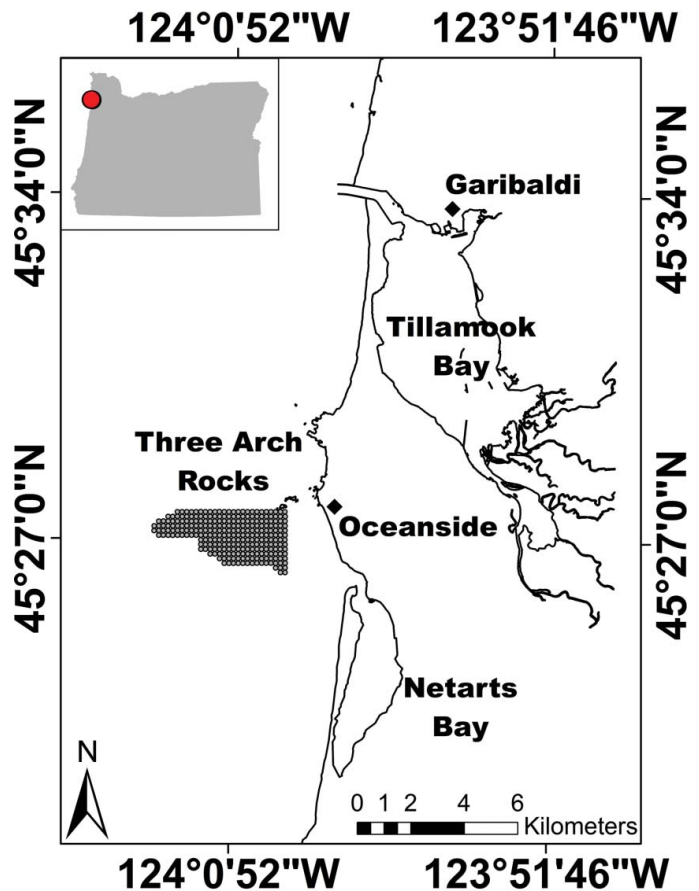 124°0'52"W 123°51'46"W
45°34'0"N
45°34'0"N
Garibaldi
Tillamook
Bay
Three Arch
Rocks
45°27'0"N
45°27'0"N
Oceanside
Netarts
Bay
N
0 1 2 4 6
Kilometers
124°0'52"W 123°51'46"W